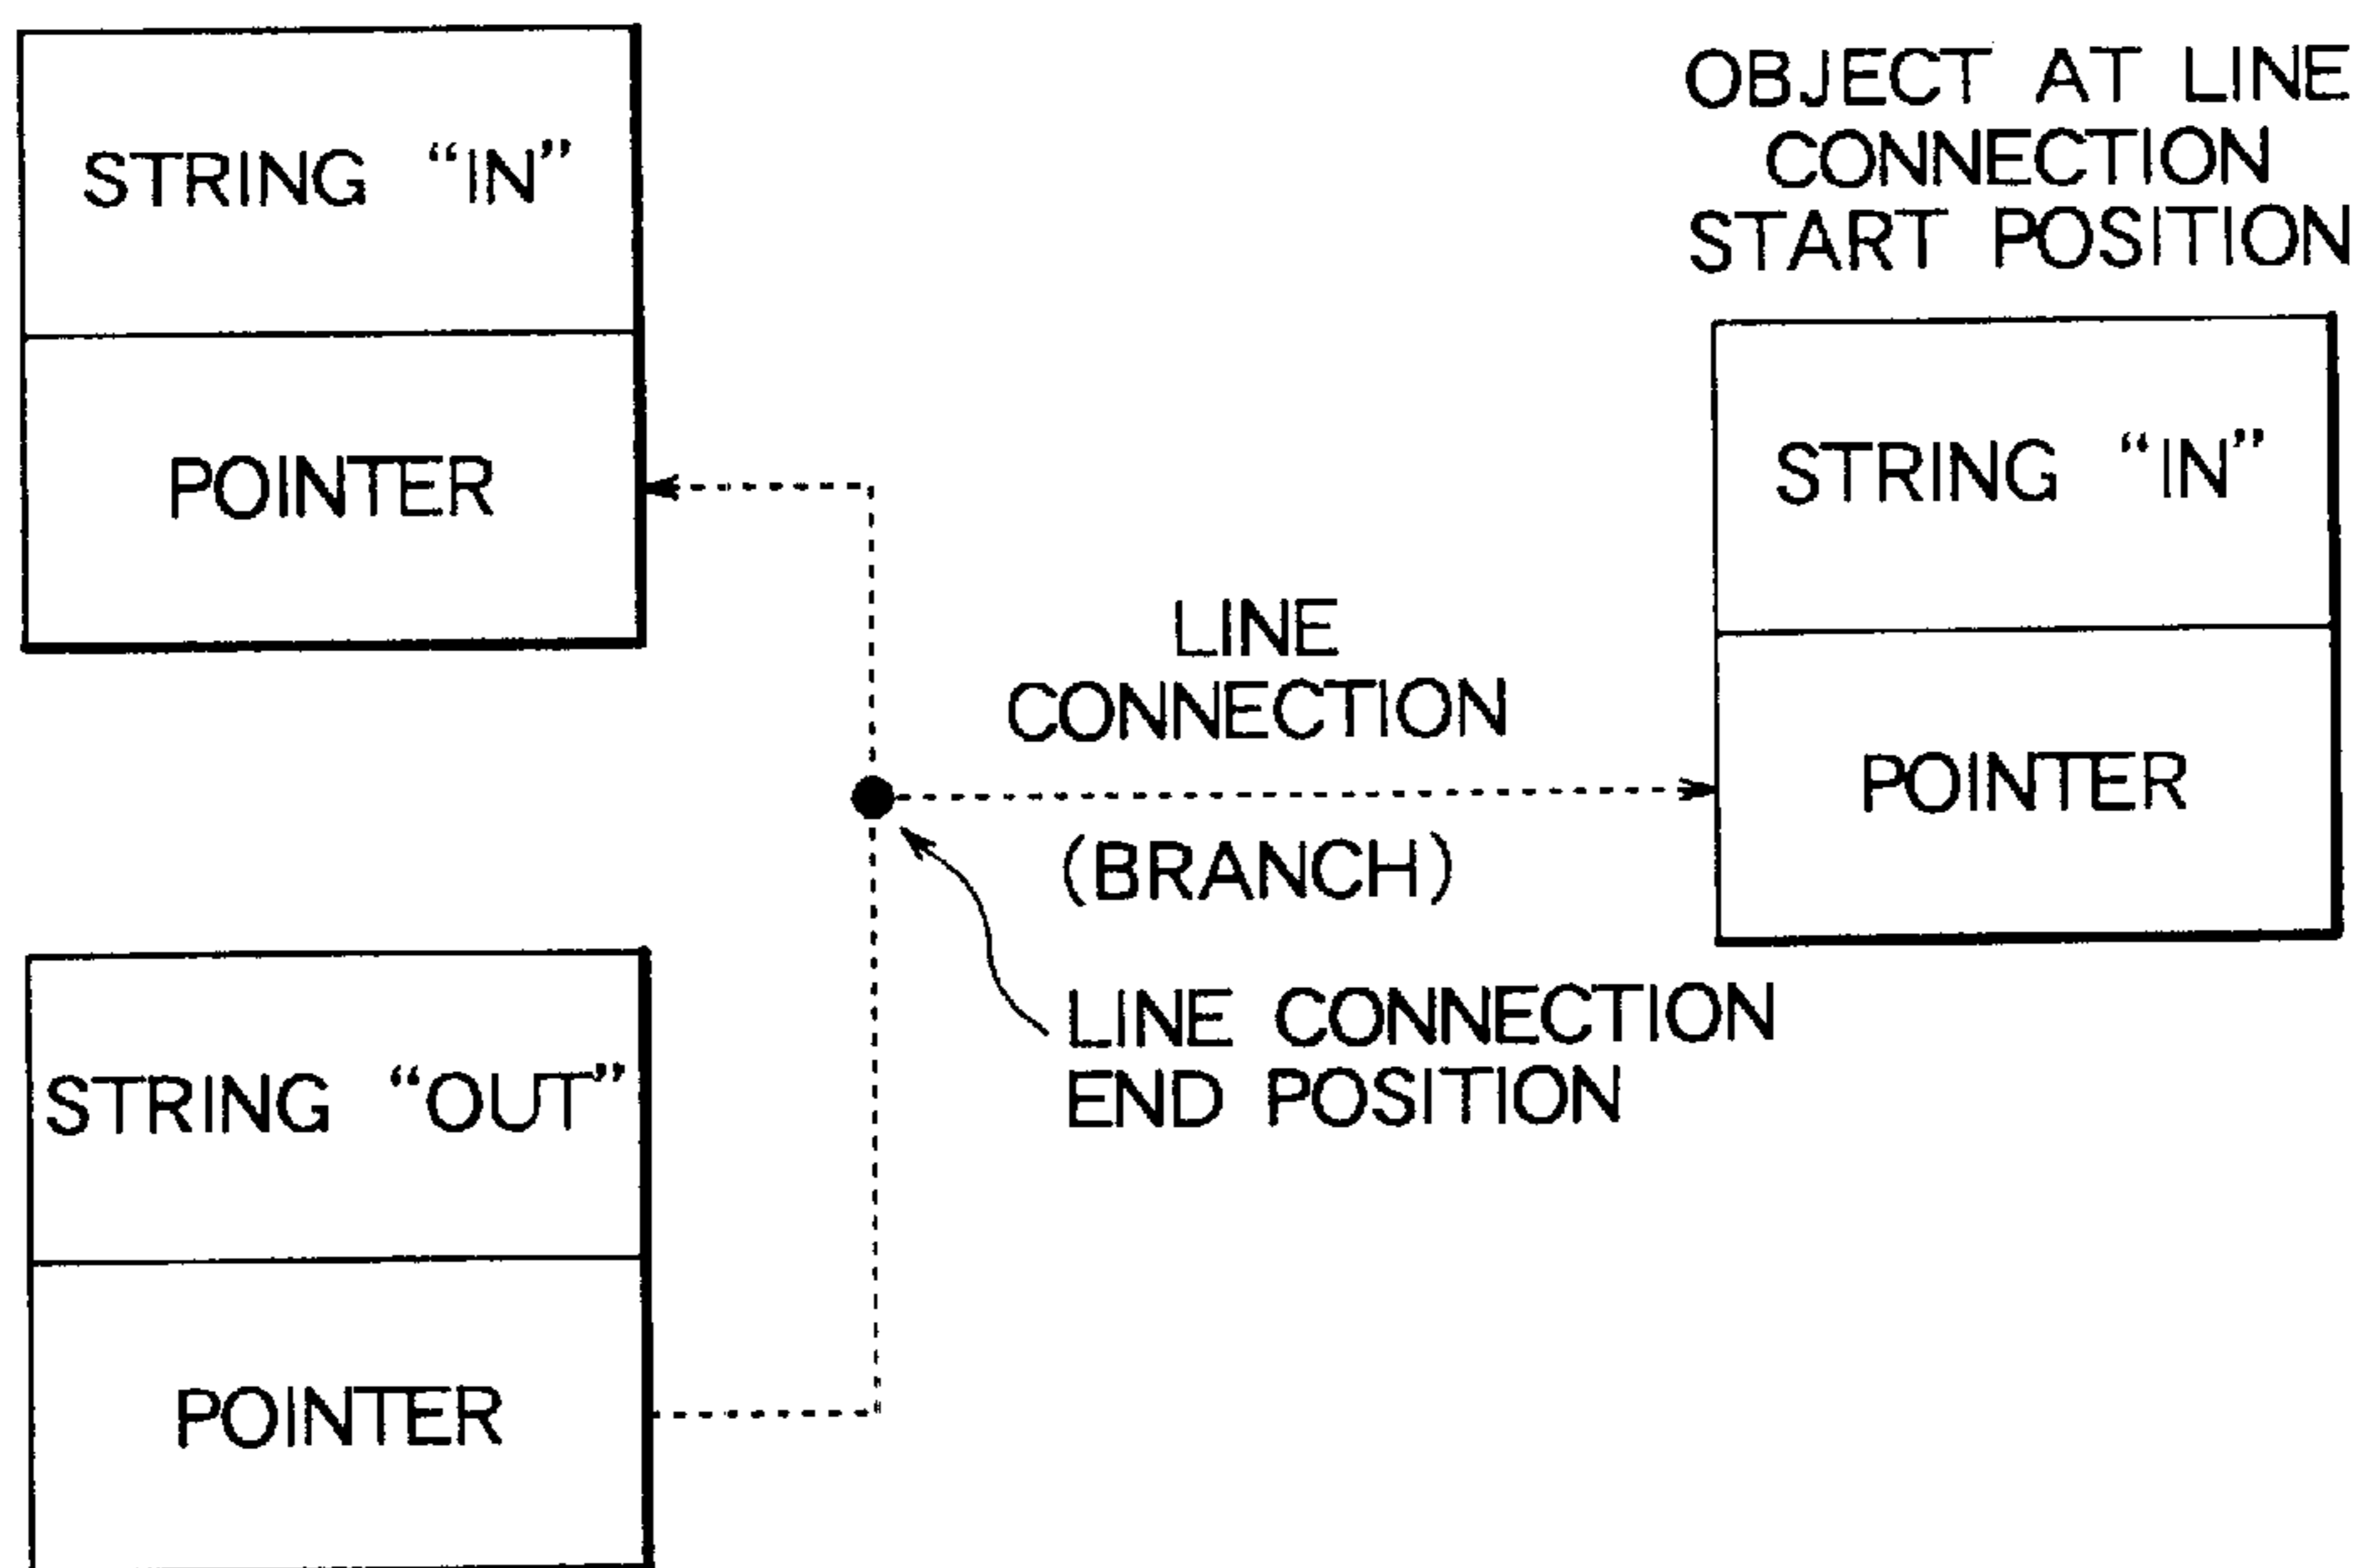 STRING “IN”
POINTER
OBJECT AT LINE
CONNECTION
START POSITION
STRING “IN”
POINTER
LINE
CONNECTION
(BRANCH)
LINE CONNECTION
END POSITION
STRING “OUT”
POINTER